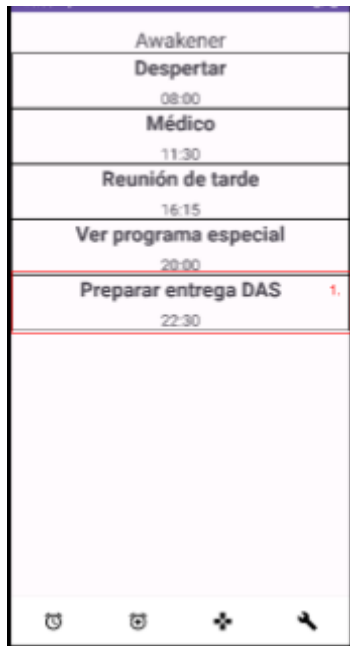 Awakener
Despertar
08:00
Médico
11:30
Reunión de tarde
16:15
Ver programa especial
20:00
Preparar entrega DAS 1.
22:30